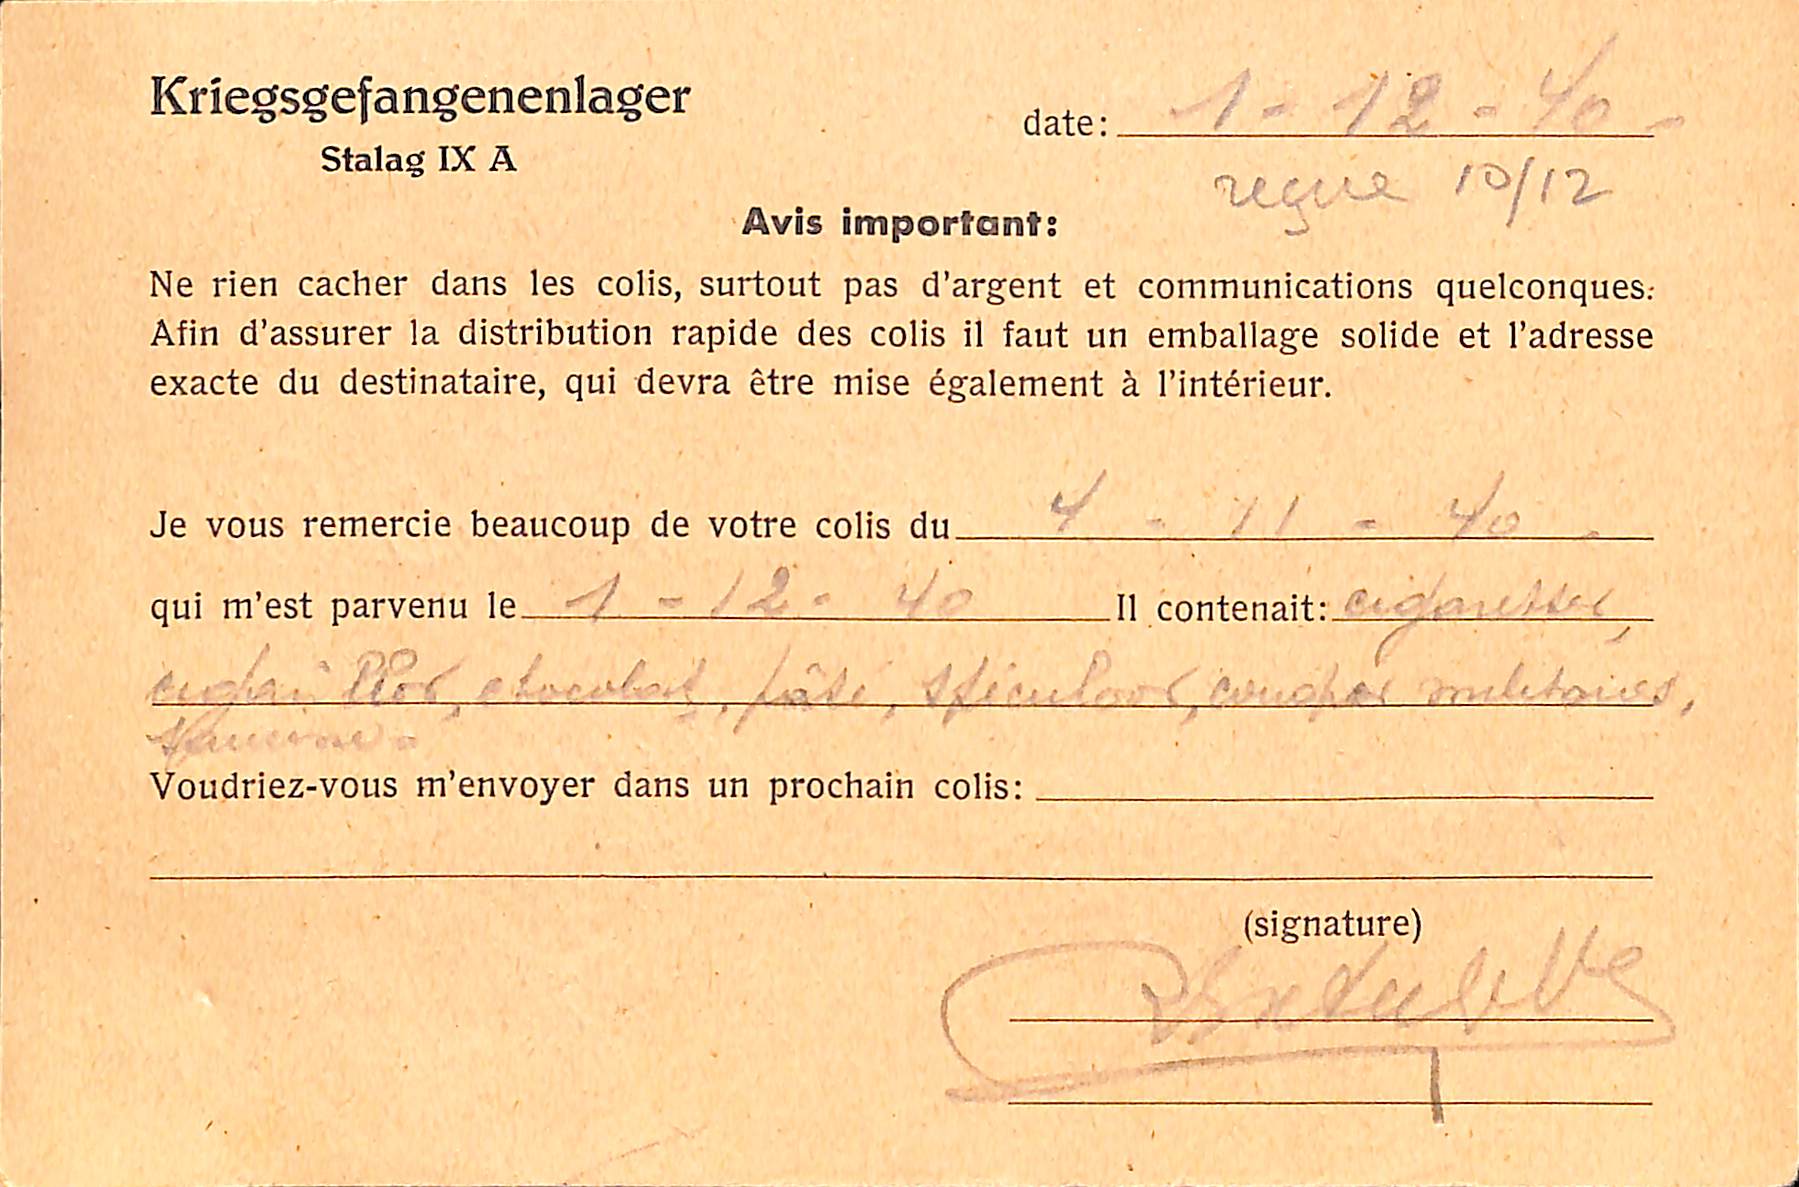 Kriegsgefangenenlager
Stalag IX A
date: 1 - 12 - 40 -
reçue 10/12
Avis important:
Ne rien cacher dans les colis, surtout pas d'argent et communications quelconques.
Afin d'assurer la distribution rapide des colis il faut un emballage solide et l'adresse
exacte du destinataire, qui devra être mise également à l'intérieur.
Je vous remercie beaucoup de votre colis du 4 - 11 - 40 -
qui m'est parvenu le 1 - 12 - 40 Il contenait: cigarettes,
chocolat, pâté, spéculoos, militaires,
Voudriez-vous m'envoyer dans un prochain colis:
(signature)